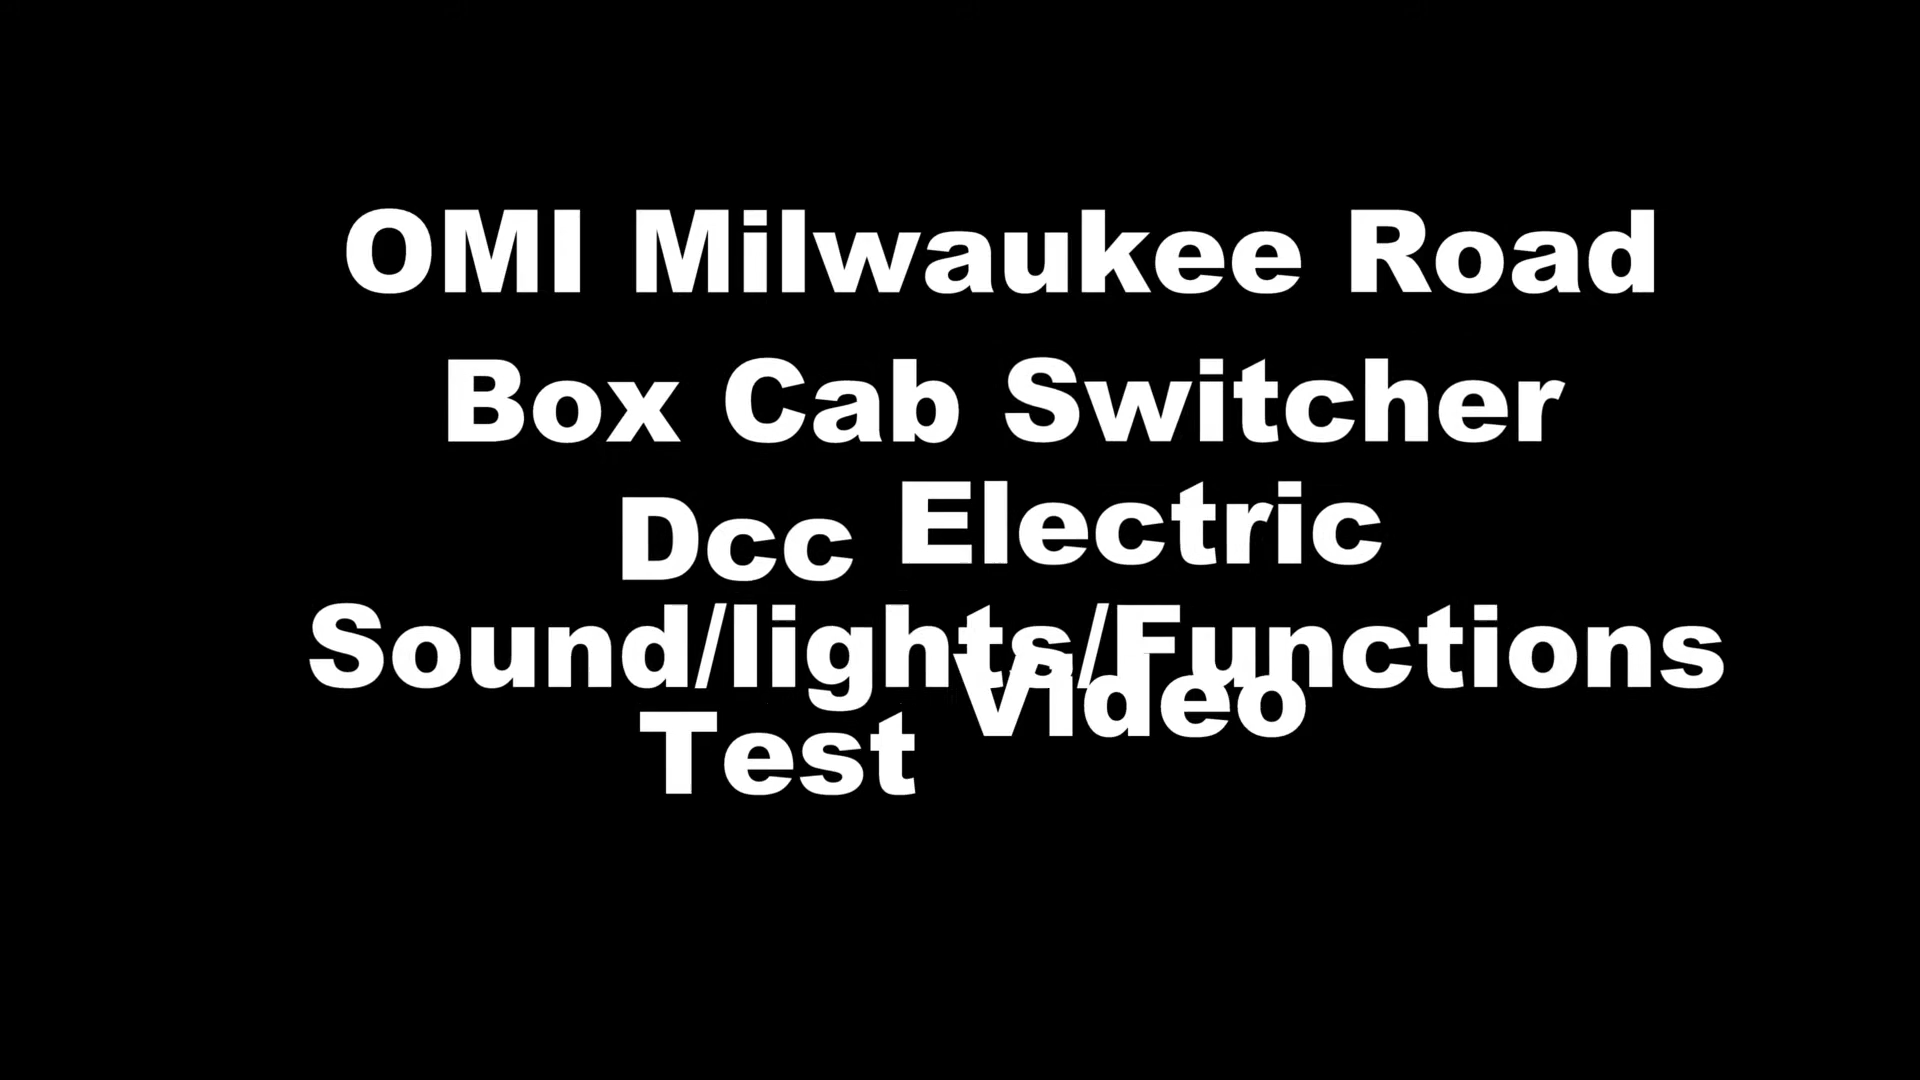 OMI Milwaukee Road
Box Cab Switcher
Dcc Electric
Sound/lights/Functions
Test Video